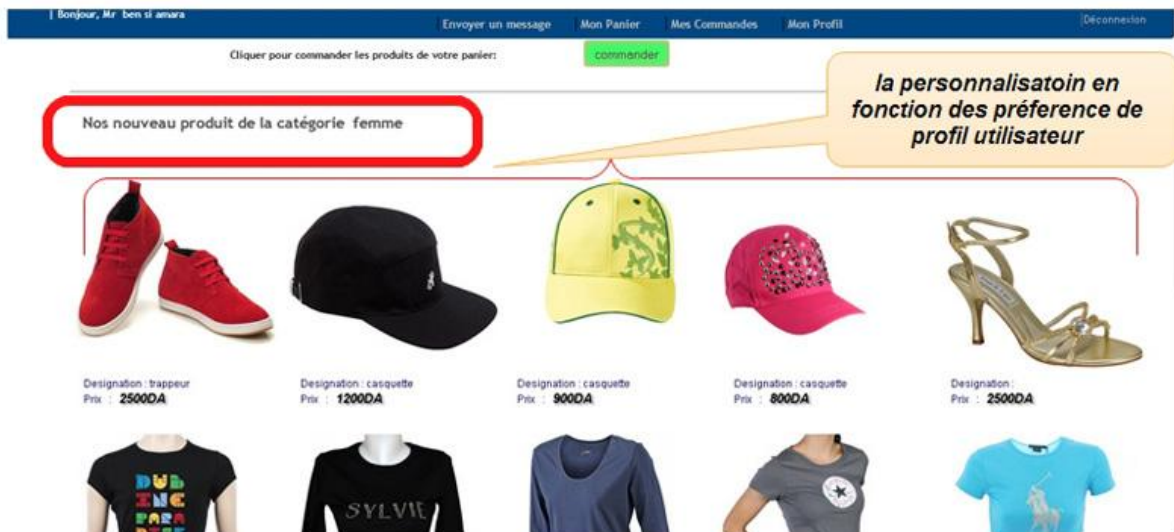 | Bonjour, Mr ben si amara
| Envoyer un message | Mon Panier | Mes Commandes | Mon Profil
|Déconnexion
Cliquer pour commander les produits de votre panier: commander
la personnalisatoin en
fonction des préference de
profil utilisateur
Nos nouveau produit de la catégorie femme
Designation : trappeur
Prix : 2500DA
Designation : casquette
Prix : 1200DA
Designation : casquette
Prix : 900DA
Designation : casquette
Prix : 800DA
Designation :
Prix : 2500DA
DUB
INE
PARA
SYLVIE